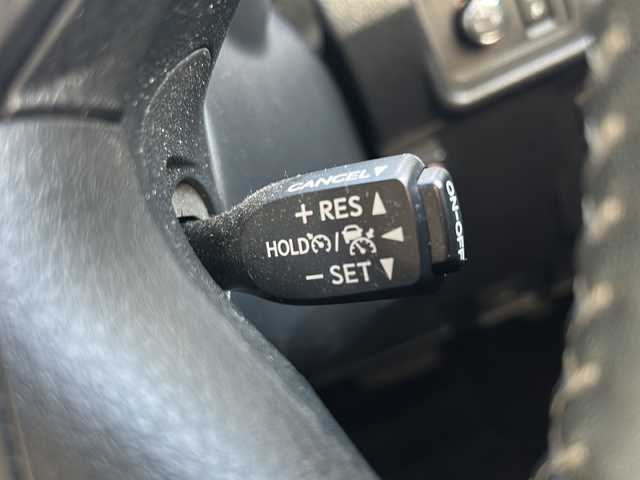 CANCEL▼
+ RES ▲
HOLD / ◀
− SET ▼
ON-OFF